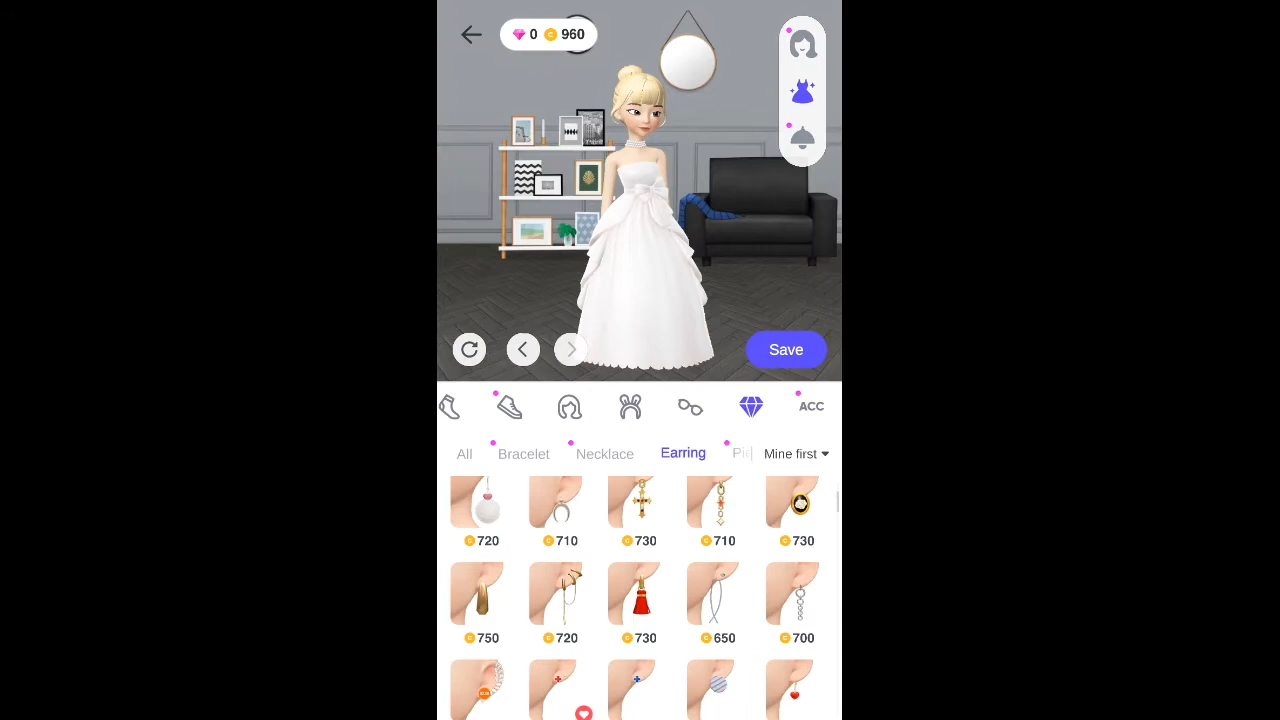 0 C 960
Save
ACC
All Bracelet Necklace Earring Pie Mine first
C 720 C 710 C 730 C 710 C 730
C 750 C 720 C 730 C 650 C 700